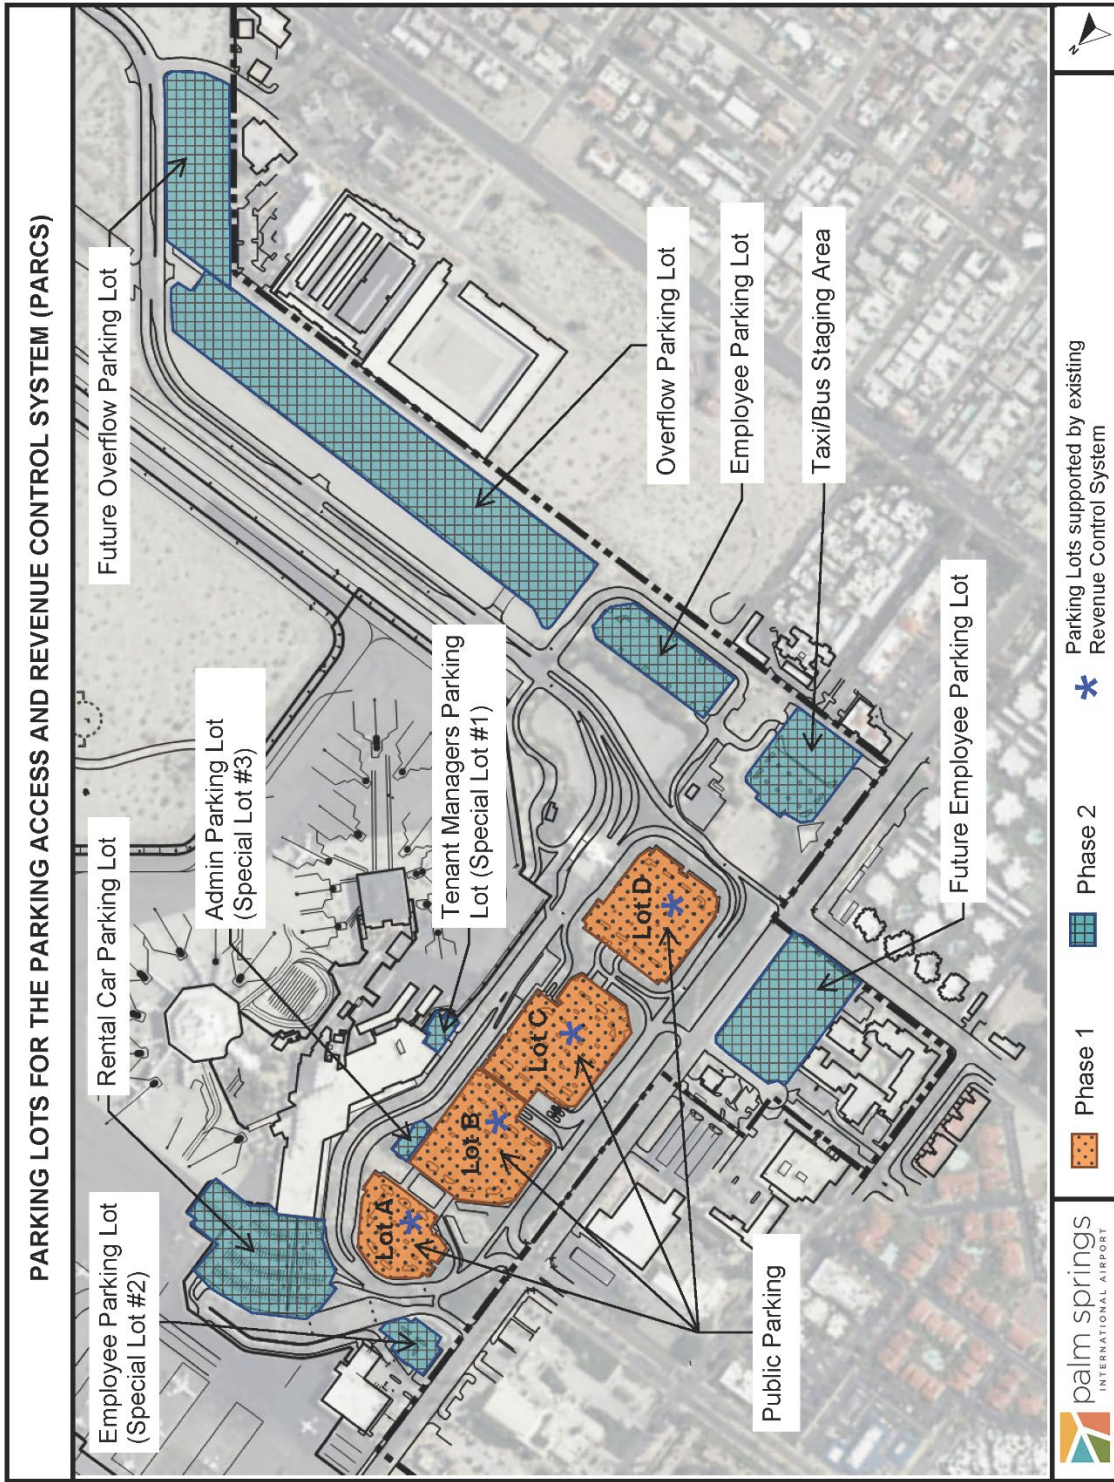 PARKING LOTS FOR THE PARKING ACCESS AND REVENUE CONTROL SYSTEM (PARCS)
Employee Parking Lot
(Special Lot #2)
Rental Car Parking Lot
Admin Parking Lot
(Special Lot #3)
Tenant Managers Parking
Lot (Special Lot #1)
Future Overflow Parking Lot
Lot A
Lot B
Lot C
Lot D
Overflow Parking Lot
Employee Parking Lot
Taxi/Bus Staging Area
Future Employee Parking Lot
Public Parking
palm springs
INTERNATIONAL AIRPORT
Phase 1
Phase 2
Parking Lots supported by existing
Revenue Control System
N